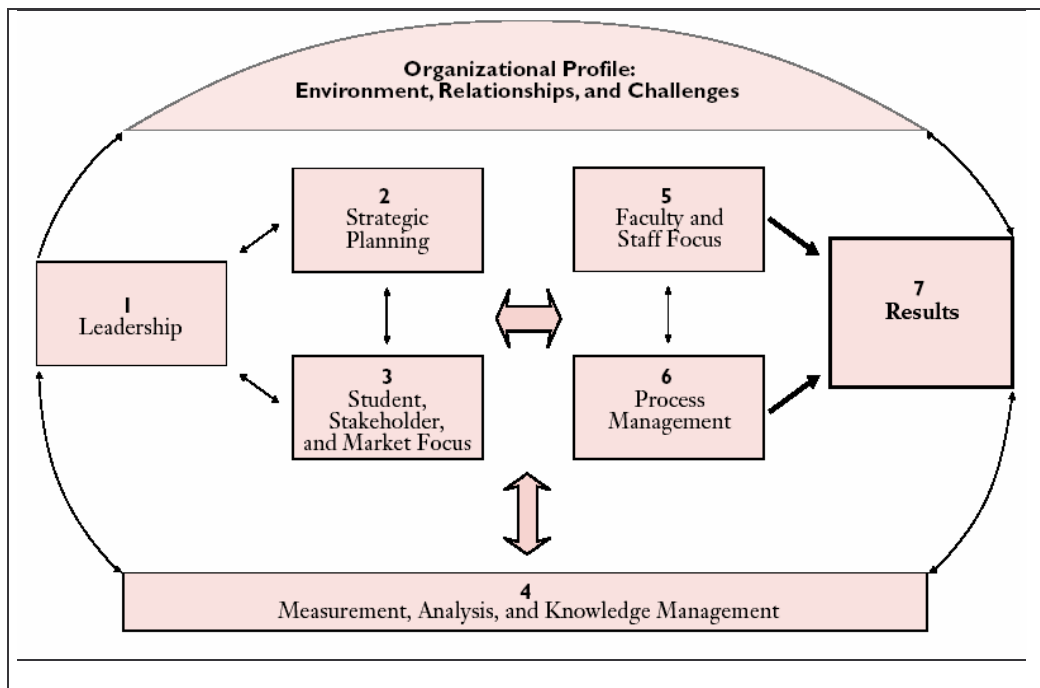 Organizational Profile:
Environment, Relationships, and Challenges
2
Strategic
Planning
5
Faculty and
Staff Focus
1
Leadership
7
Results
3
Student,
Stakeholder,
and Market Focus
6
Process
Management
4
Measurement, Analysis, and Knowledge Management